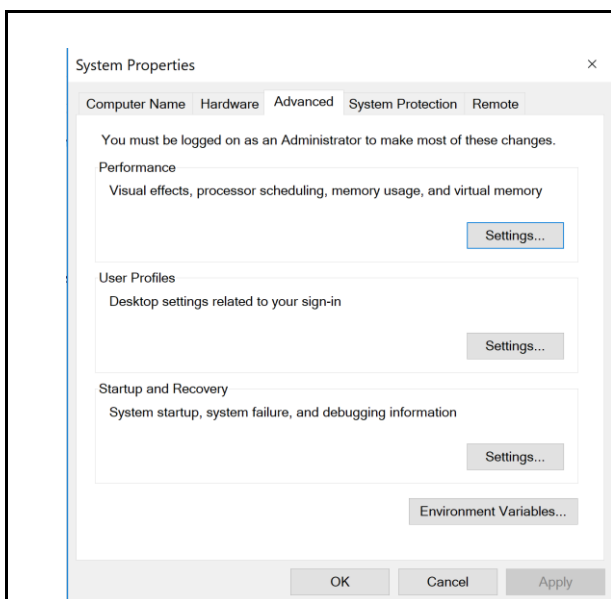 System Properties
Computer Name Hardware Advanced System Protection Remote
You must be logged on as an Administrator to make most of these changes.
Performance
Visual effects, processor scheduling, memory usage, and virtual memory
Settings...
User Profiles
Desktop settings related to your sign-in
Settings...
Startup and Recovery
System startup, system failure, and debugging information
Settings...
Environment Variables...
OK Cancel Apply